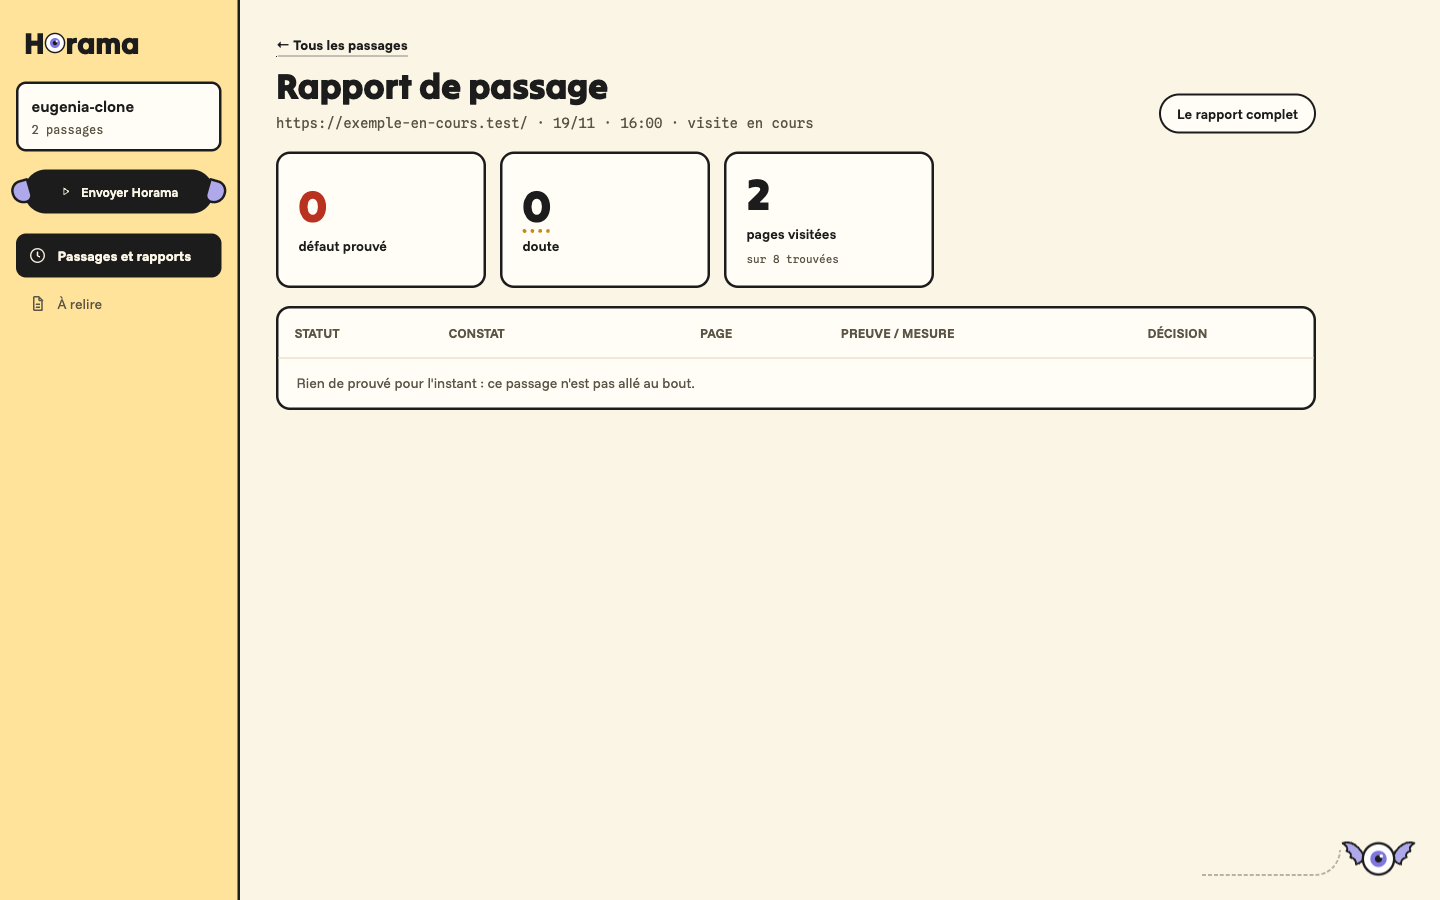 Horama
eugenia-clone
2 passages
Envoyer Horama
Passages et rapports
À relire
← Tous les passages
Rapport de passage
https://exemple-en-cours.test/ · 19/11 · 16:00 · visite en cours
Le rapport complet
0
défaut prouvé
0
doute
2
pages visitées
sur 8 trouvées
STATUT CONSTAT PAGE PREUVE / MESURE DÉCISION
Rien de prouvé pour l'instant : ce passage n'est pas allé au bout.